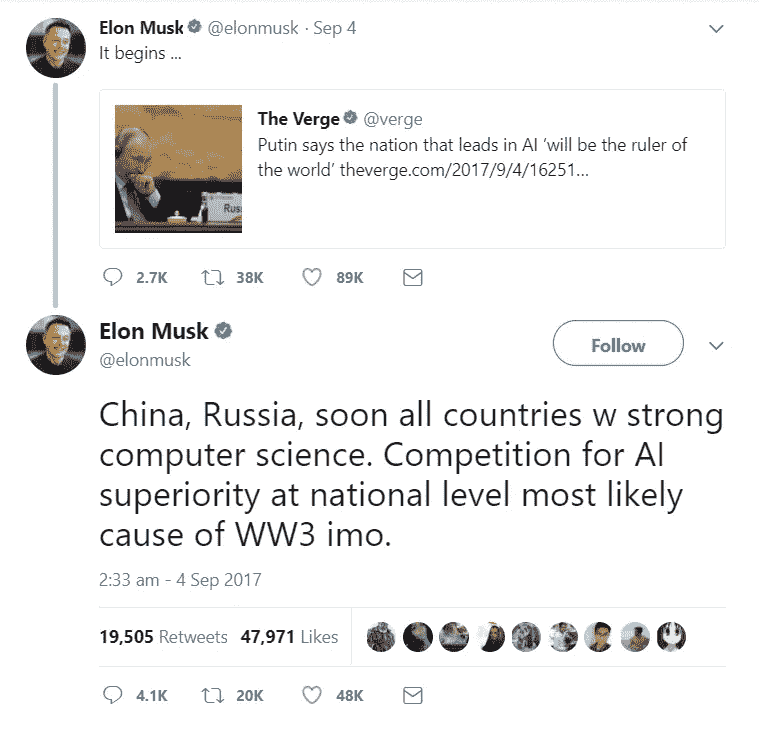 Elon Musk @elonmusk · Sep 4
It begins ...
The Verge @verge
Putin says the nation that leads in AI ‘will be the ruler of
the world’ theverge.com/2017/9/4/16251...
Rus
2.7K 38K 89K
Elon Musk
@elonmusk
Follow
China, Russia, soon all countries w strong
computer science. Competition for AI
superiority at national level most likely
cause of WW3 imo.
2:33 am - 4 Sep 2017
19,505 Retweets 47,971 Likes
4.1K 20K 48K